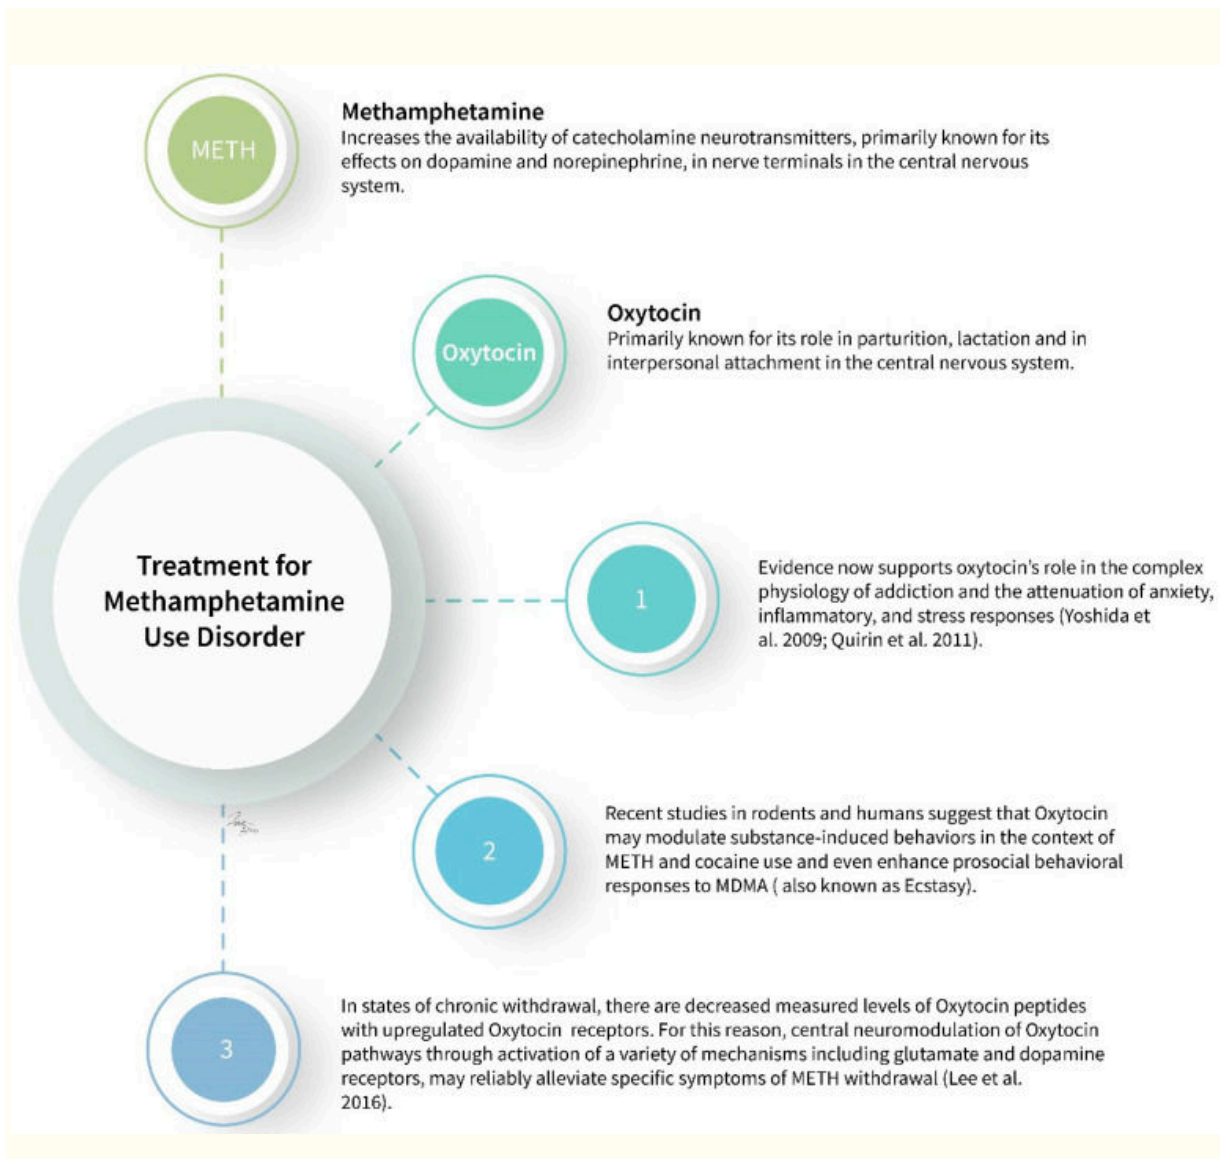 METH
Methamphetamine
Increases the availability of catecholamine neurotransmitters, primarily known for its
effects on dopamine and norepinephrine, in nerve terminals in the central nervous
system.
Oxytocin
Oxytocin
Primarily known for its role in parturition, lactation and in
interpersonal attachment in the central nervous system.
Treatment for
Methamphetamine
Use Disorder
1
Evidence now supports oxytocin's role in the complex
physiology of addiction and the attenuation of anxiety,
inflammatory, and stress responses (Yoshida et
al. 2009; Quirin et al. 2011).
2
Recent studies in rodents and humans suggest that Oxytocin
may modulate substance-induced behaviors in the context of
METH and cocaine use and even enhance prosocial behavioral
responses to MDMA ( also known as Ecstasy).
3
In states of chronic withdrawal, there are decreased measured levels of Oxytocin peptides
with upregulated Oxytocin  receptors. For this reason, central neuromodulation of Oxytocin
pathways through activation of a variety of mechanisms including glutamate and dopamine
receptors, may reliably alleviate specific symptoms of METH withdrawal (Lee et al.
2016).